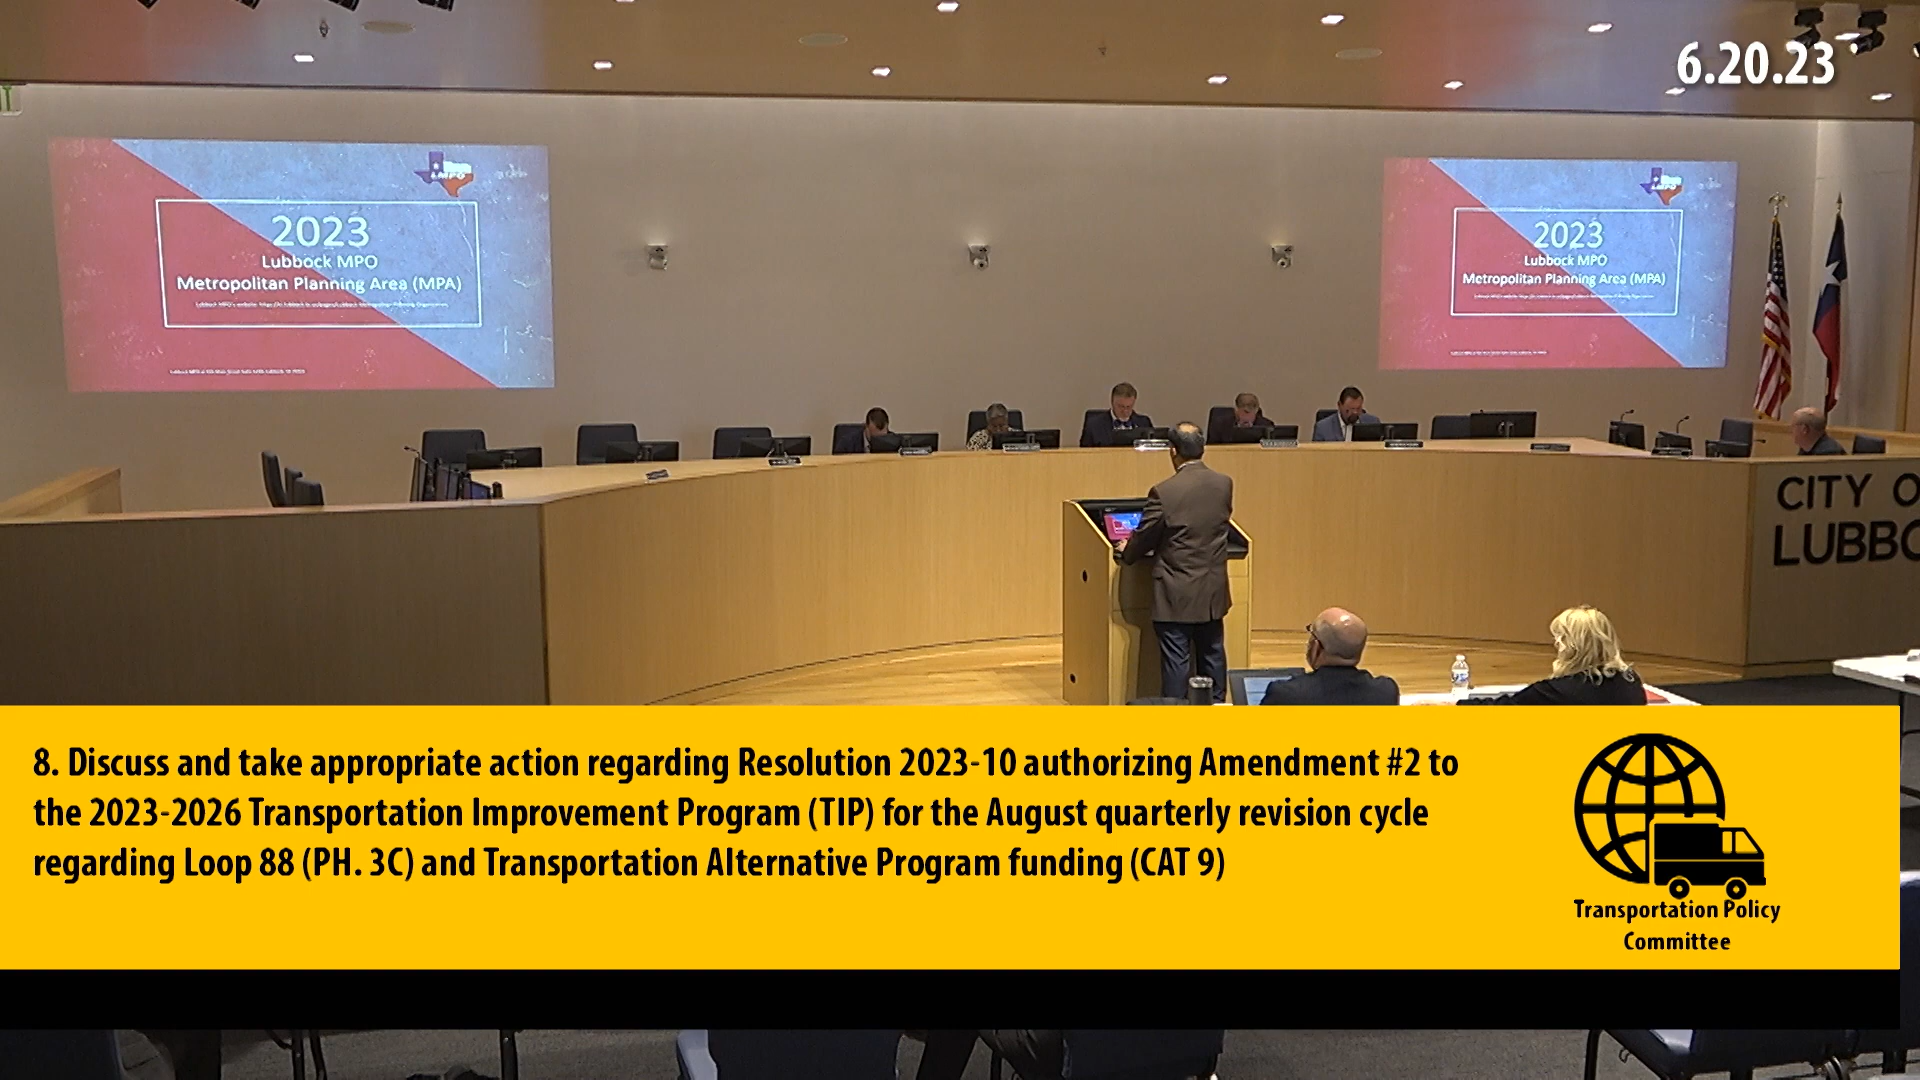 6.20.23
LMPO
2023
Lubbock MPO
Metropolitan Planning Area (MPA)
LMPO
2023
Lubbock MPO
Metropolitan Planning Area (MPA)
CITY O
LUBBO
8. Discuss and take appropriate action regarding Resolution 2023-10 authorizing Amendment #2 to
the 2023-2026 Transportation Improvement Program (TIP) for the August quarterly revision cycle
regarding Loop 88 (PH. 3C) and Transportation Alternative Program funding (CAT 9)
Transportation Policy
Committee